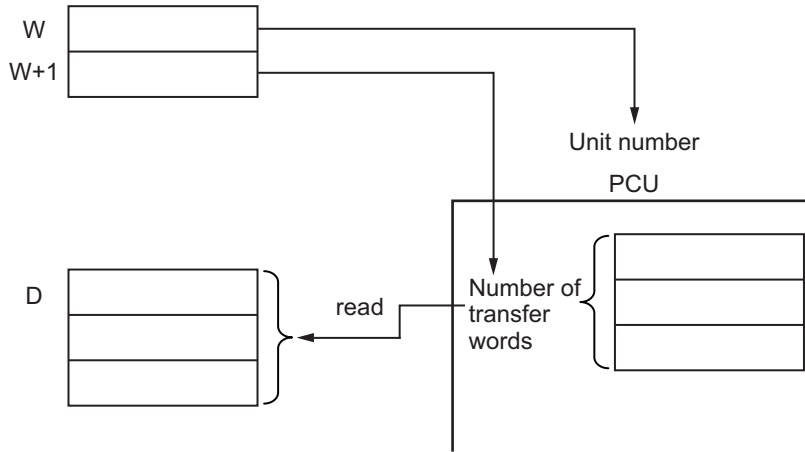 W
W+1
Unit number
PCU
D
read
Number of
transfer
words